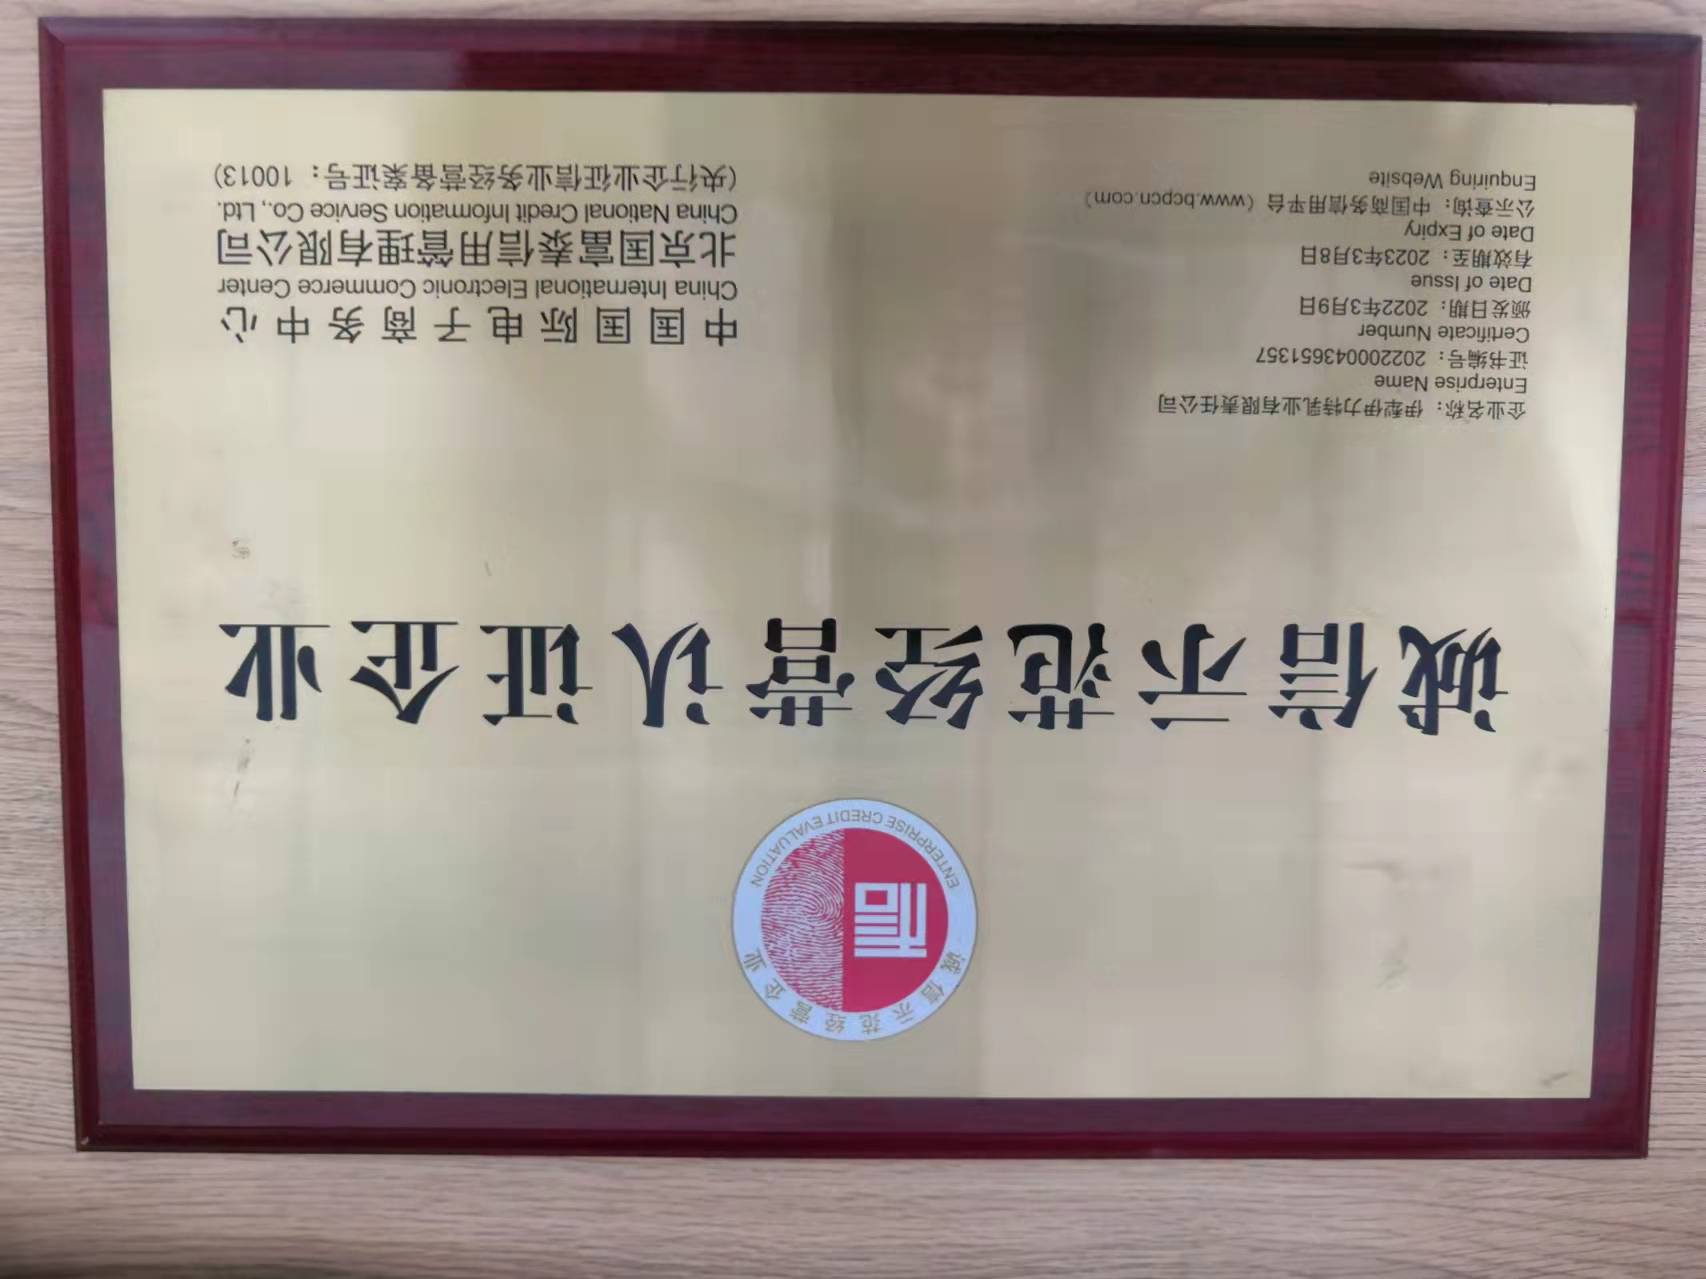 诚信示范经营企业
信
ENTERPRISE CREDIT EVALUATION
诚信示范经营认证企业
企业名称：伊犁伊力特乳业有限责任公司
Enterprise Name
证书编号：202200043651357
Certificate Number
颁发日期：2022年3月9日
Date of Issue
有效期至：2023年3月8日
Date of Expiry
公示查询：中国商务信用平台（www.bcpcn.com）
Enquiring Website
中国国际电子商务中心
China International Electronic Commerce Center
北京国富泰信用管理有限公司
China National Credit Information Service Co., Ltd.
（央行企业征信业务经营备案证号：10013）